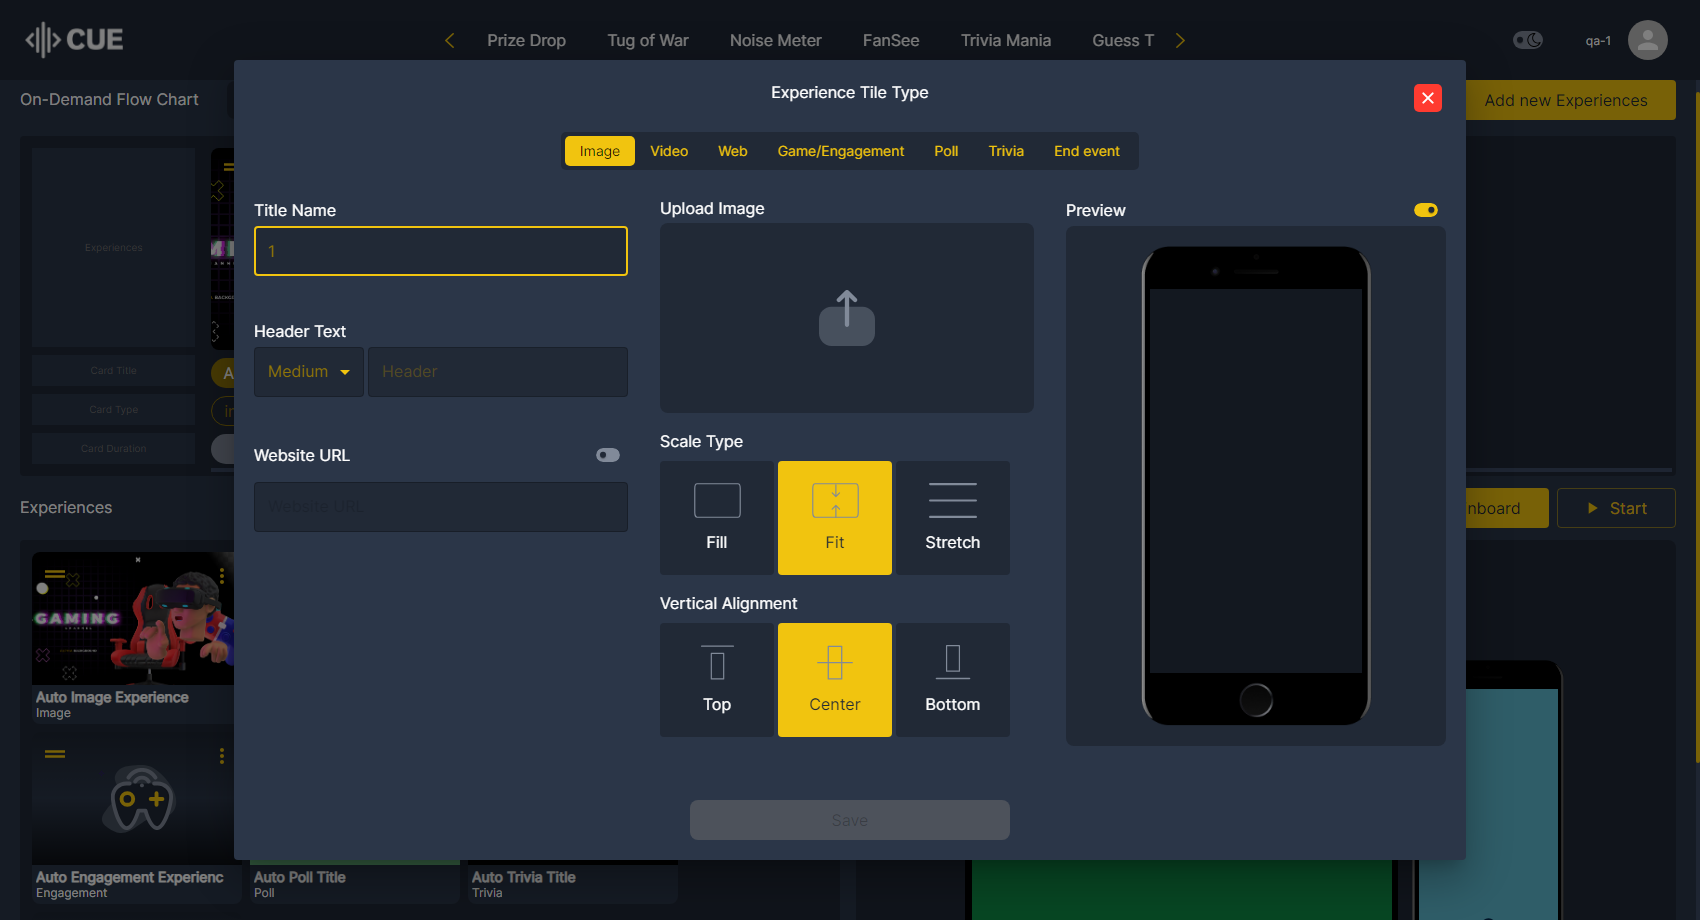 CUE
Prize Drop
Tug of War
Noise Meter
FanSee
Trivia Mania
Guess T
qa-1
On-Demand Flow Chart
Add new Experiences
Experience Tile Type
Image
Video
Web
Game/Engagement
Poll
Trivia
End event
Title Name
1
Header Text
Medium
Header
Website URL
Website URL
Upload Image
Scale Type
Fill
Fit
Stretch
Vertical Alignment
Top
Center
Bottom
Preview
Save
Experiences
Card Title
Card Type
Card Duration
A
in
Experiences
nboard
Start
GAMING
Auto Image Experience
Image
Auto Engagement Experienc
Engagement
Auto Poll Title
Poll
Auto Trivia Title
Trivia